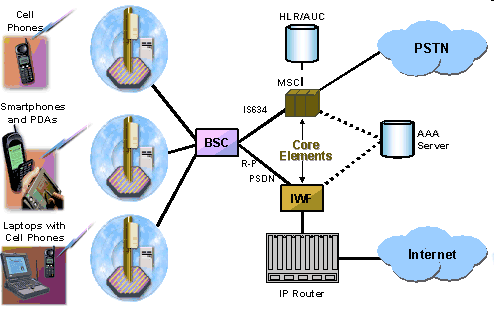 Cell
Phones
Smartphones
and PDAs
Laptops with
Cell Phones
BSC
HLR/AUC
MSC
IS634
Core
Elements
R-P
PSDN
IWF
IP Router
PSTN
AAA
Server
Internet